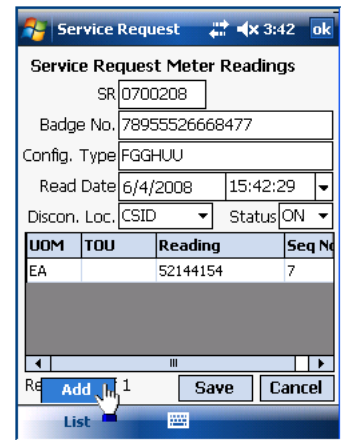 Service Request 3:42 ok
Service Request Meter Readings
SR 0700208
Badge No. 78955526668477
Config. Type FGGHUU
Read Date 6/4/2008 15:42:29
Discon. Loc. CSID Status ON
UOM TOU Reading Seq
EA 52144154 7
Add 1 Save Cancel
List